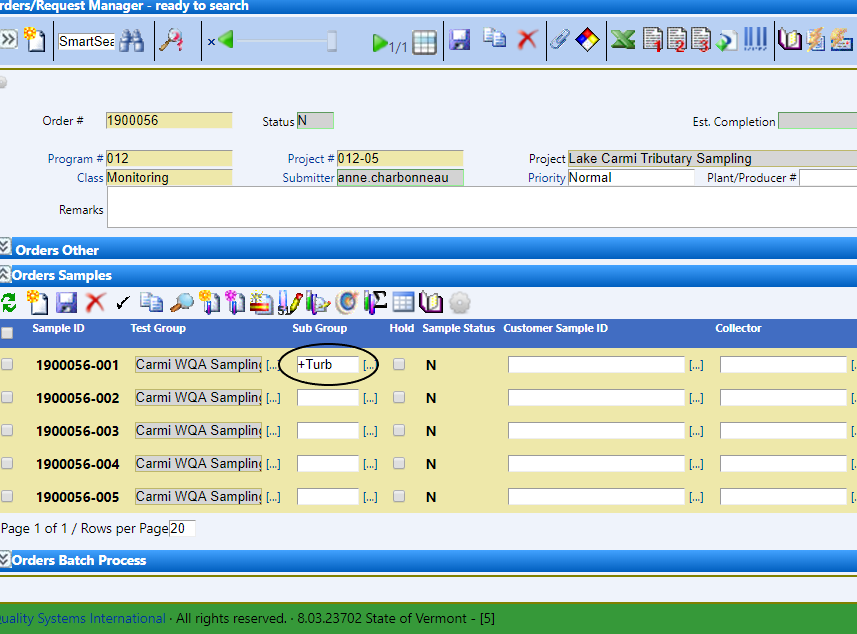 rders/Request Manager - ready to search
SmartSea
x
1/1
Order # 1900056 Status N Est. Completion
Program # 012 Project # 012-05 Project Lake Carmi Tributary Sampling
Class Monitoring Submitter anne.charbonneau Priority Normal Plant/Producer #
Remarks
Orders Other
Orders Samples
Sample ID Test Group Sub Group Hold Sample Status Customer Sample ID Collector
1900056-001 Carmi WQA Sampling [...] +Turb [...] N [...] [.
1900056-002 Carmi WQA Sampling [...] [...] N [...] [.
1900056-003 Carmi WQA Sampling [...] [...] N [...] [.
1900056-004 Carmi WQA Sampling [...] [...] N [...] [.
1900056-005 Carmi WQA Sampling [...] [...] N [...] [.
Page 1 of 1 / Rows per Page 20
Orders Batch Process
uality Systems International · All rights reserved. · 8.03.23702 State of Vermont - [5]